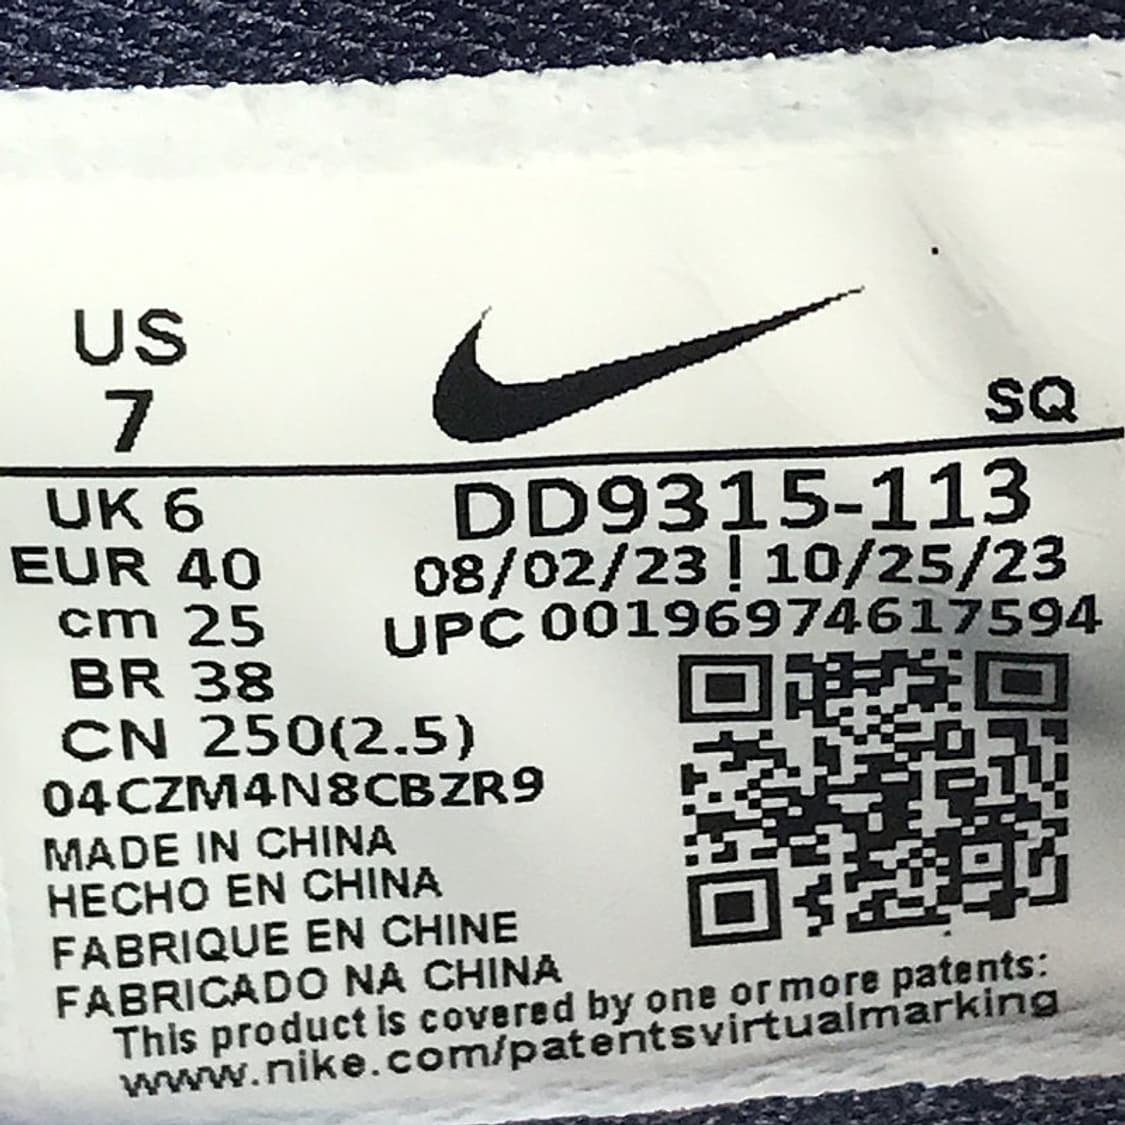 US
7
SQ
UK 6
DD9315-113
EUR 40
08/02/23 ! 10/25/23
cm 25
UPC 00196974617594
BR 38
CN 250(2.5)
04CZM4N8CBZR9
MADE IN CHINA
HECHO EN CHINA
FABRIQUE EN CHINE
FABRICADO NA CHINA
This product is covered by one or more patents:
www.nike.com/patentsvirtualmarking